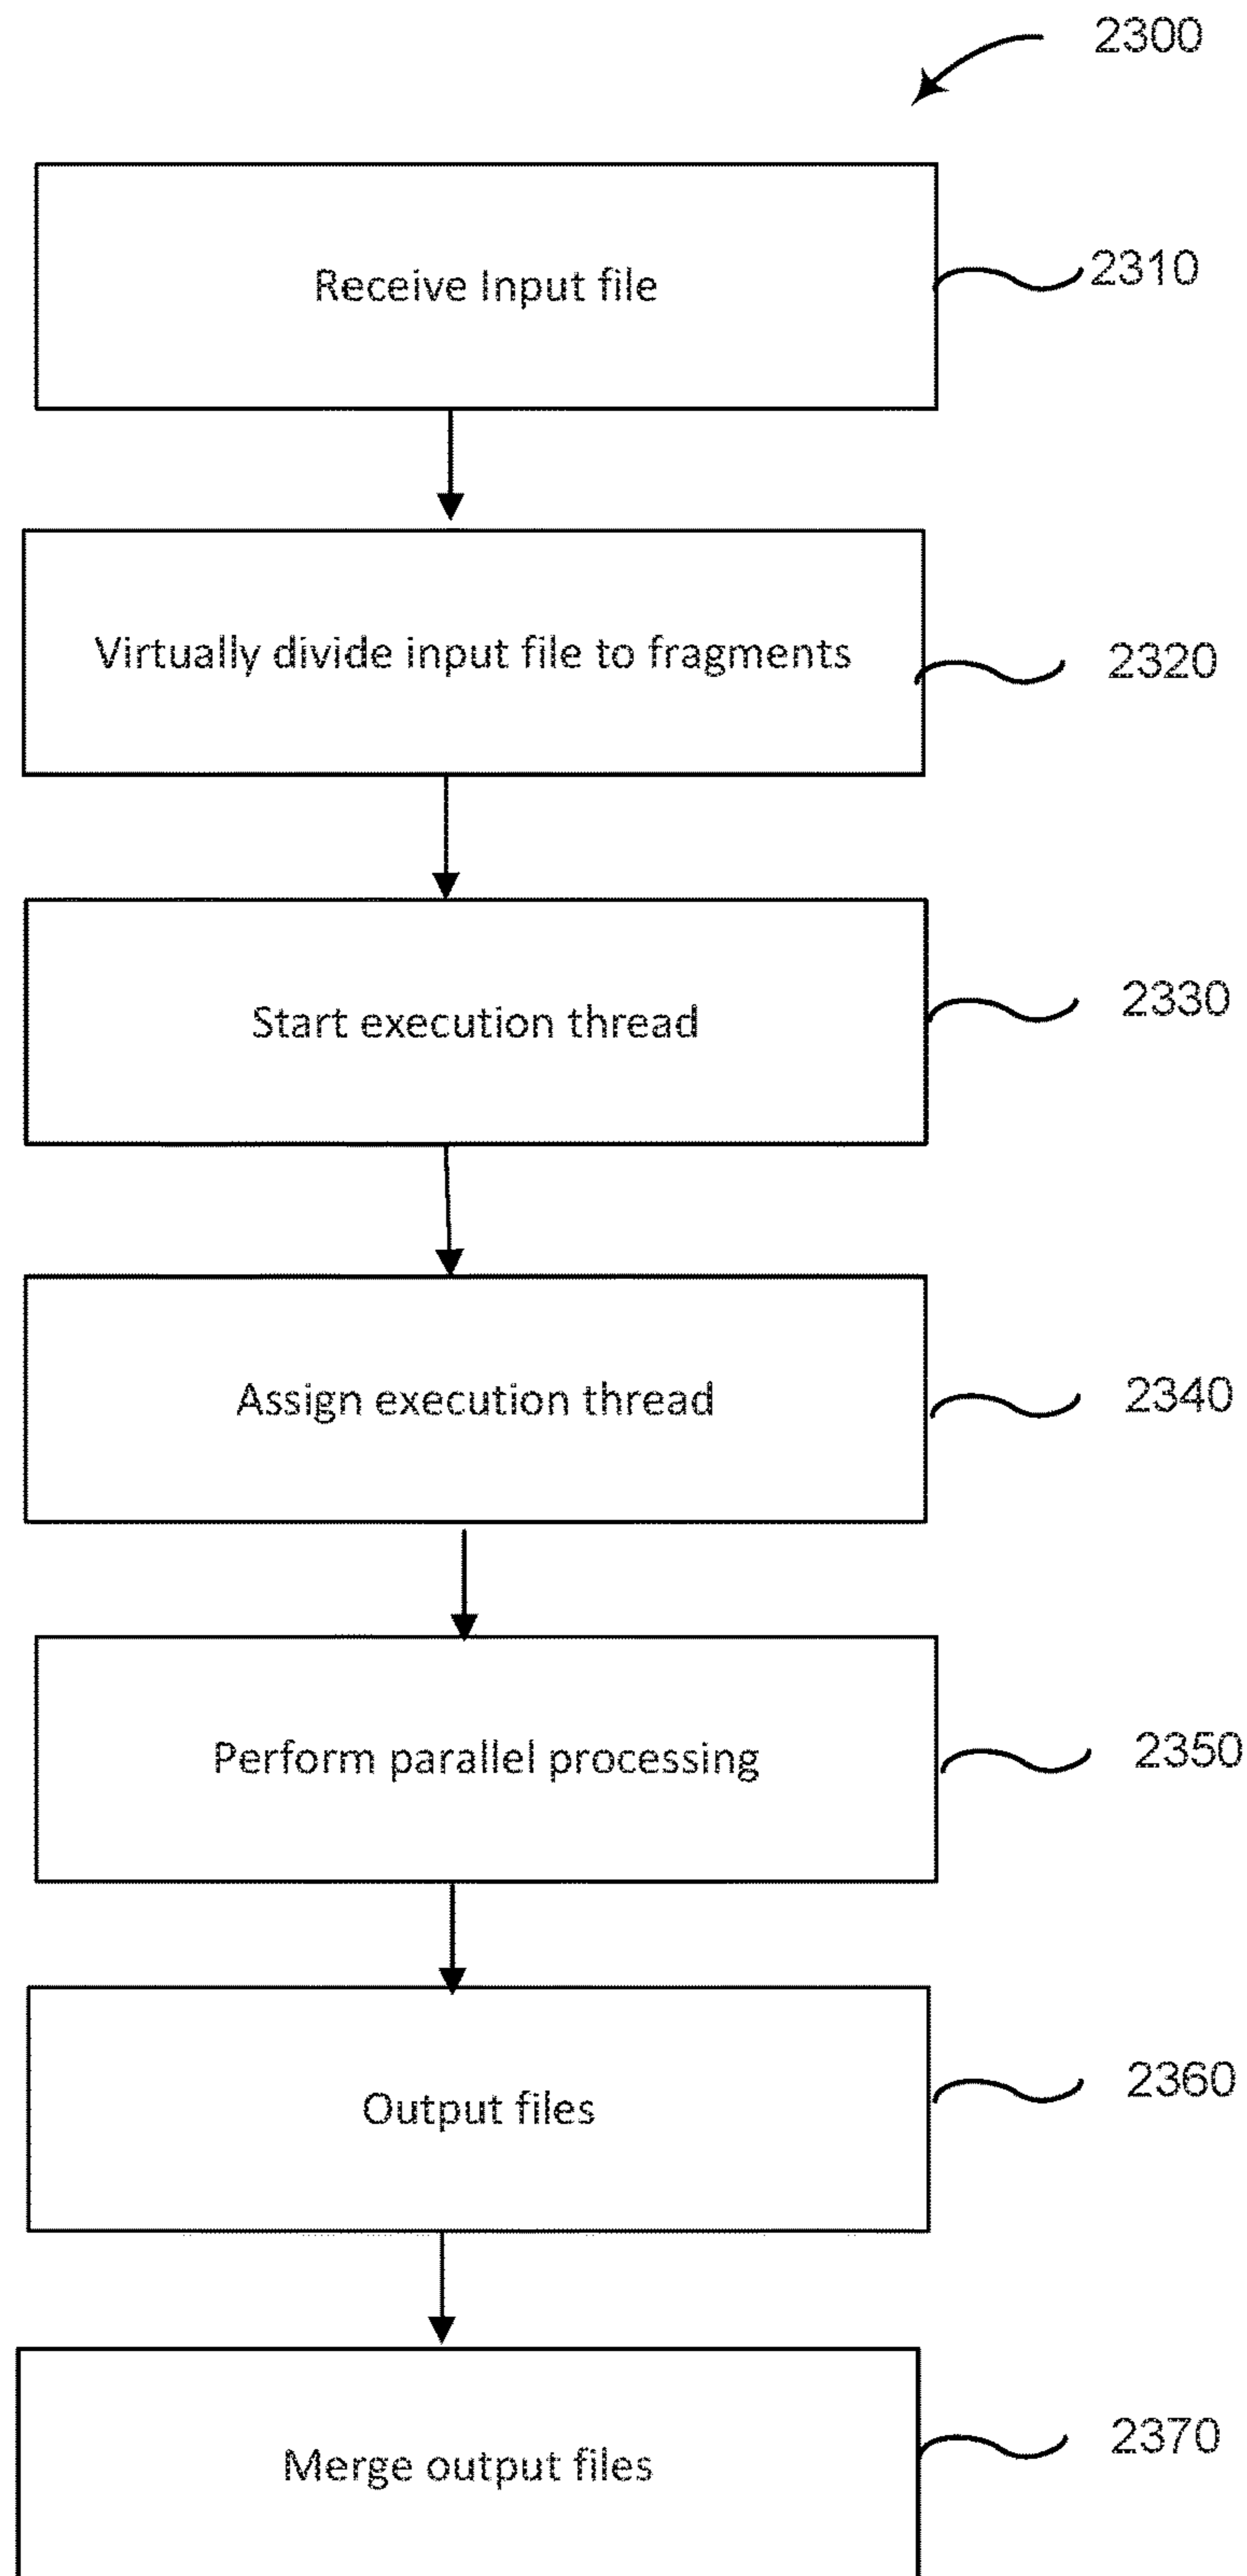 2300
Receive Input file
2310
Virtually divide input file to fragments
2320
Start execution thread
2330
Assign execution thread
2340
Perform parallel processing
2350
Output files
2360
Merge output files
2370